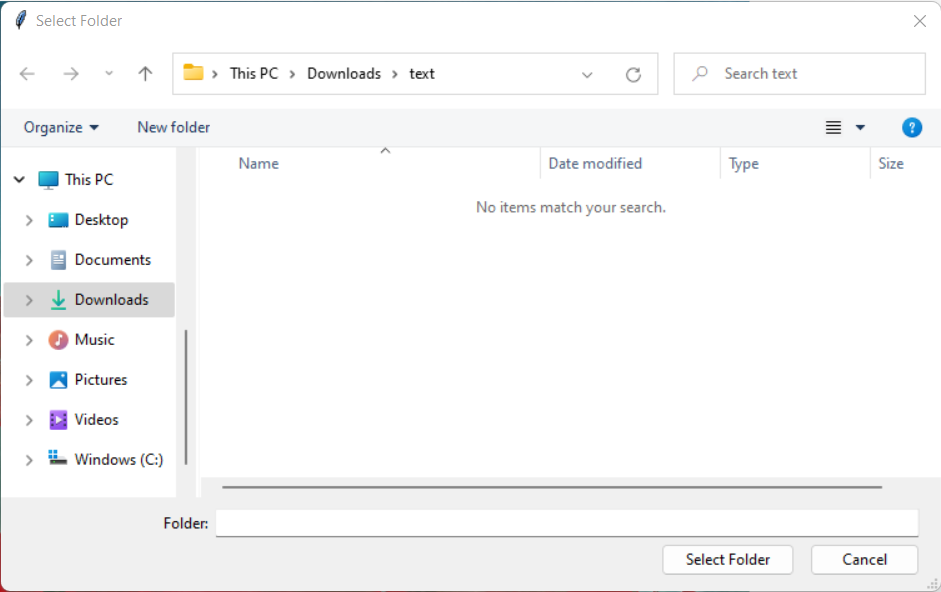 Select Folder
This PC > Downloads > text
Search text
Organize
New folder
?
Name
Date modified
Type
Size
No items match your search.
This PC
Desktop
Documents
Downloads
Music
Pictures
Videos
Windows (C:)
Folder:
Select Folder
Cancel